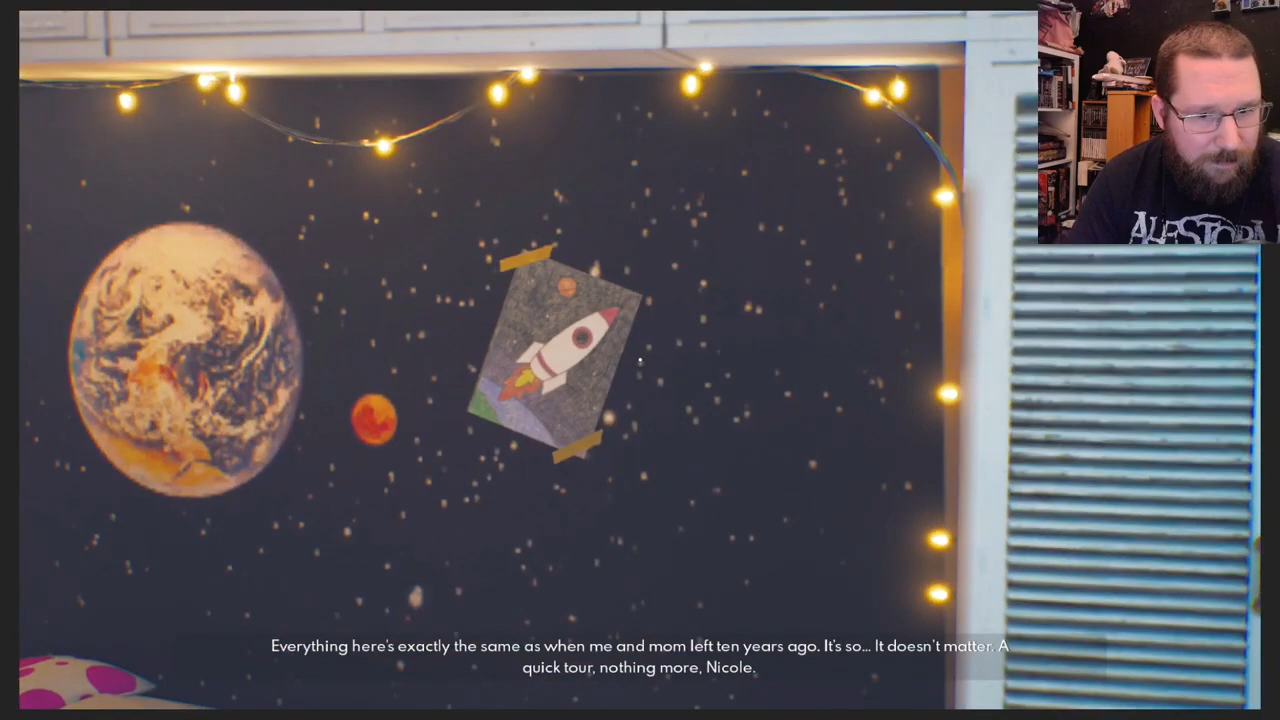 ALESTORM
Everything here's exactly the same as when me and mom left ten years ago. It's so... It doesn't matter. A
quick tour, nothing more, Nicole.